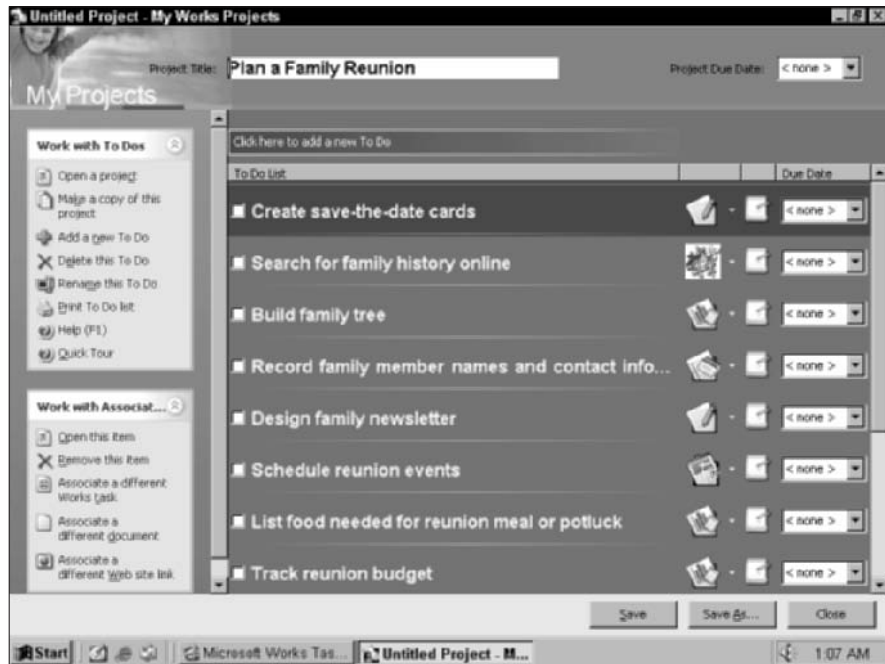 Untitled Project - My Works Projects
Project Title:
Plan a Family Reunion
Project Due Date:
< none >
My Projects
Work with To Dos
Open a project
Make a copy of this
project
Add a new To Do
Delete this To Do
Rename this To Do
Print To Do list
Help (F1)
Quick Tour
Work with Associat...
Open this item
Remove this item
Associate a different
Works task
Associate a
different document
Associate a
different Web site link
Click here to add a new To Do
To Do List
Due Date
Create save-the-date cards
< none >
Search for family history online
< none >
Build family tree
< none >
Record family member names and contact info...
< none >
Design family newsletter
< none >
Schedule reunion events
< none >
List food needed for reunion meal or potluck
< none >
Track reunion budget
< none >
Save
Save As...
Close
Start
Microsoft Works Tas...
Untitled Project - M...
1:07 AM